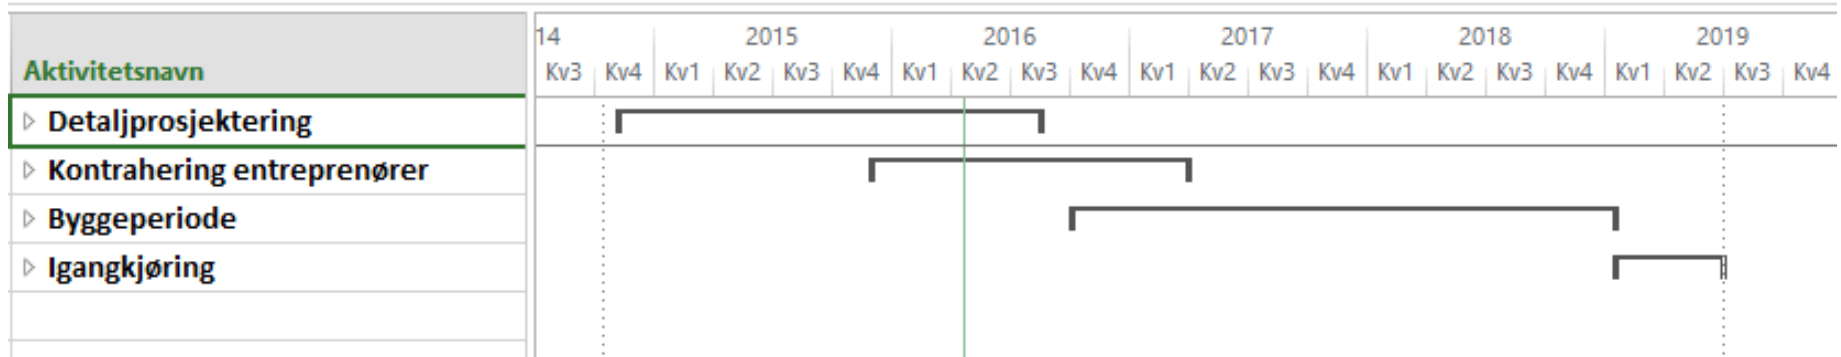 14 2015 2016 2017 2018 2019
Aktivitetsnavn Kv3 Kv4 Kv1 Kv2 Kv3 Kv4 Kv1 Kv2 Kv3 Kv4 Kv1 Kv2 Kv3 Kv4 Kv1 Kv2 Kv3 Kv4 Kv1 Kv2 Kv3 Kv4
Detaljprosjektering
Kontrahering entreprenører
Byggeperiode
Igangkjøring